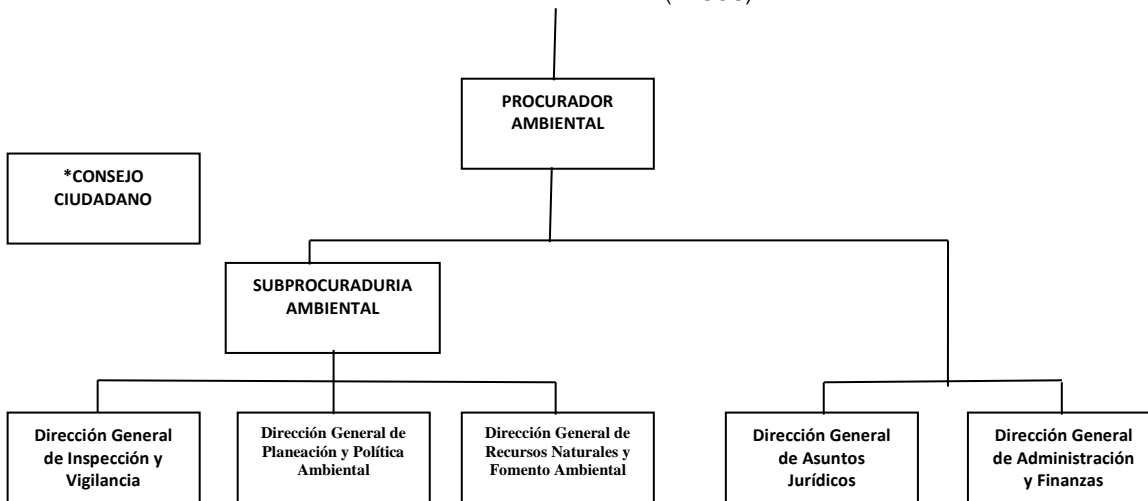 PROCURADOR
AMBIENTAL
*CONSEJO
CIUDADANO
SUBPROCURADURIA
AMBIENTAL
Dirección General
de Inspección y
Vigilancia
Dirección General de
Planeación y Política
Ambiental
Dirección General de
Recursos Naturales y
Fomento Ambiental
Dirección General
de Asuntos
Jurídicos
Dirección General
de Administración
y Finanzas